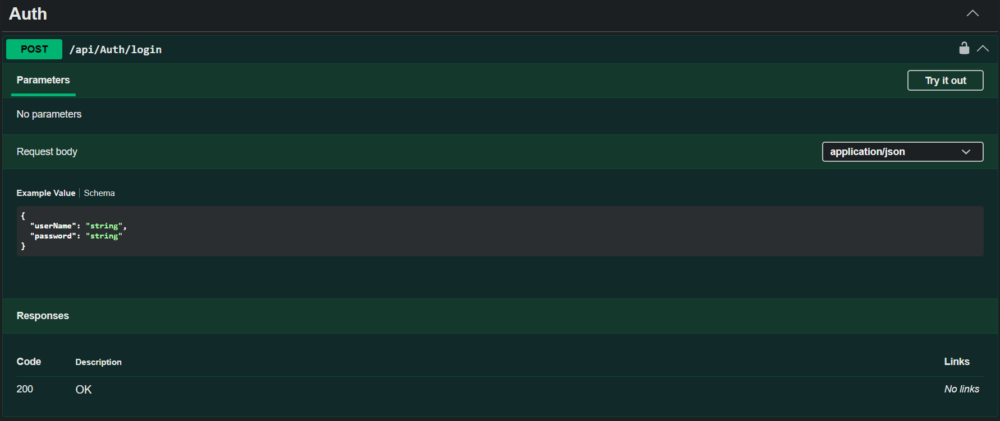 Auth
POST /api/Auth/login
Parameters Try it out
No parameters
Request body application/json
Example Value Schema
{
  "userName": "string",
  "password": "string"
}
Responses
Code Description Links
200 OK No links